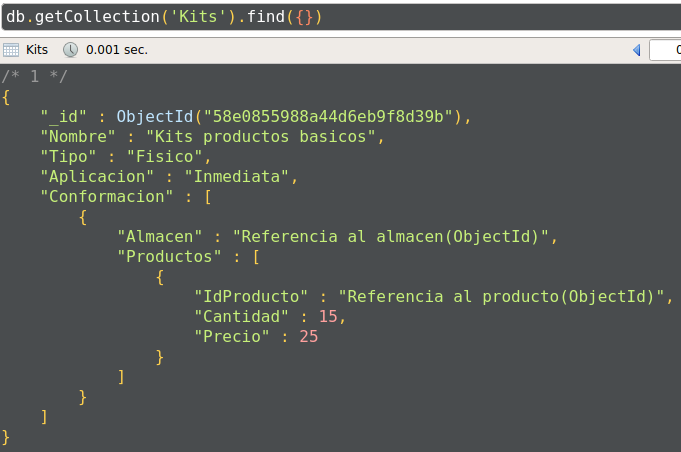 db.getCollection('Kits').find({})
Kits 0.001 sec.
/* 1 */
{
    "_id" : ObjectId("58e0855988a44d6eb9f8d39b"),
    "Nombre" : "Kits productos basicos",
    "Tipo" : "Fisico",
    "Aplicacion" : "Inmediata",
    "Conformacion" : [
        {
            "Almacen" : "Referencia al almacen(ObjectId)",
            "Productos" : [
                {
                    "IdProducto" : "Referencia al producto(ObjectId)",
                    "Cantidad" : 15,
                    "Precio" : 25
                }
            ]
        }
    ]
}